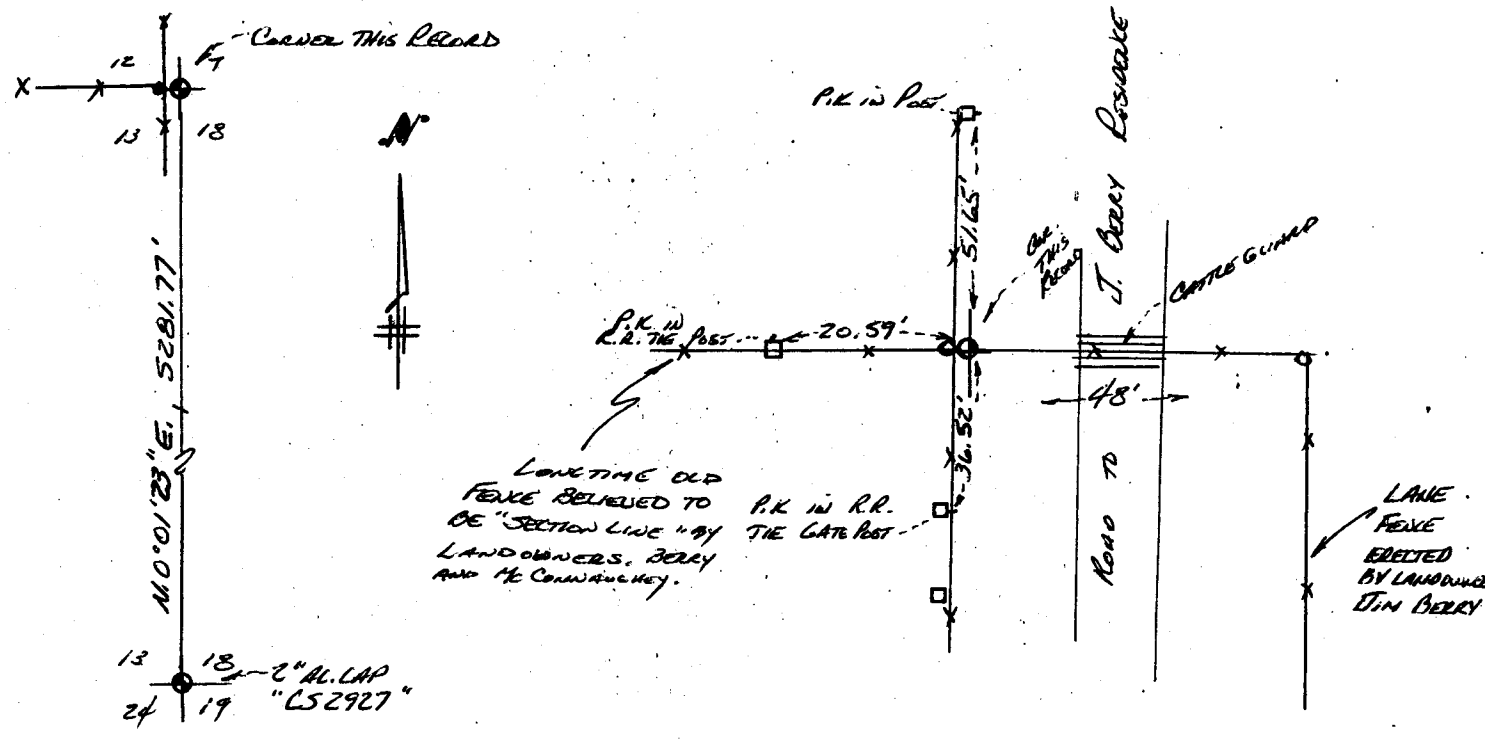 CORNER THIS RECORD
12
7
13 18
N
N.0°01'23"E., 5281.77'
13 18
24 19
2" AL. CAP
"LS2927"
P.K IN POST
51.65'
COR.
THIS
RECORD
J. BERRY RESIDENCE
CATTLE GUARD
P.K. IN
R.R. TIE POST
20.59'
48'
36.52'
LONGTIME OLD
FENCE BELIEVED TO
BE "SECTION LINE" BY
LANDOWNERS, BERRY
AND MCCONNAUGHEY.
P.K IN R.R.
TIE GATE POST
ROAD TO
LANE
FENCE
ERECTED
BY LANDOWNE
JIM BERRY